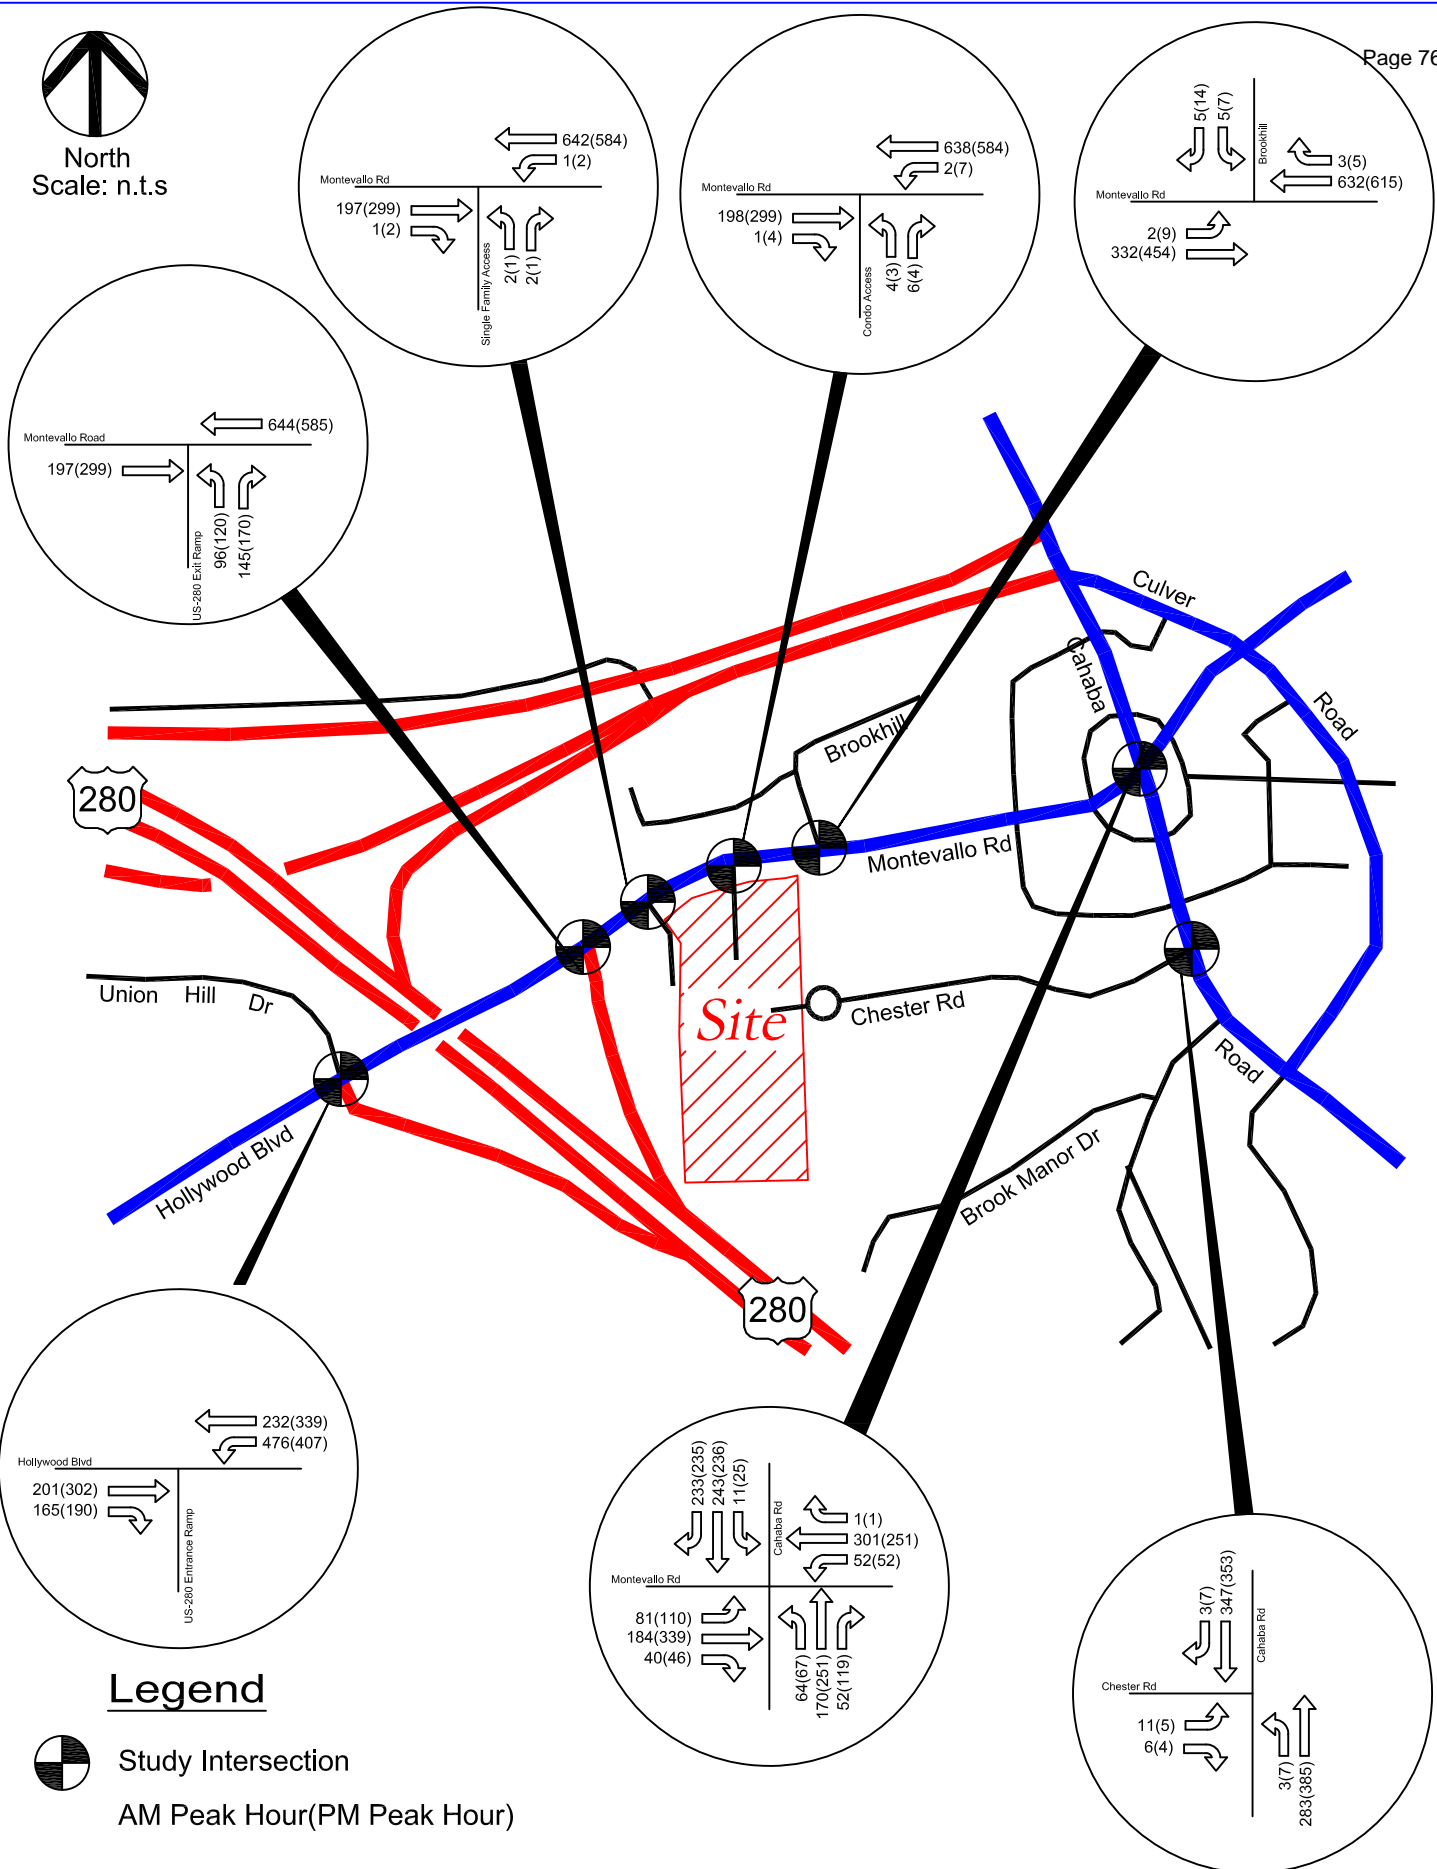 Page 76
North
Scale: n.t.s
642(584)
1(2)
Montevallo Rd
197(299)
1(2)
Single Family Access
2(1)
2(1)
638(584)
2(7)
Montevallo Rd
198(299)
1(4)
Condo Access
4(3)
6(4)
5(14)
5(7)
Brookhill
3(5)
632(615)
Montevallo Rd
2(9)
332(454)
644(585)
Montevallo Road
197(299)
US-280 Exit Ramp
96(120)
145(170)
Culver
Road
Cahaba
Road
Brookhill
Montevallo Rd
280
Union Hill Dr
Site
Chester Rd
Hollywood Blvd
Brook Manor Dr
280
232(339)
476(407)
Hollywood Blvd
201(302)
165(190)
US-280 Entrance Ramp
233(235)
243(236)
11(25)
Cahaba Rd
1(1)
301(251)
52(52)
Montevallo Rd
81(110)
184(339)
40(46)
64(67)
170(251)
52(119)
3(7)
347(353)
Cahaba Rd
Chester Rd
11(5)
6(4)
3(7)
283(385)
Legend
Study Intersection
AM Peak Hour(PM Peak Hour)